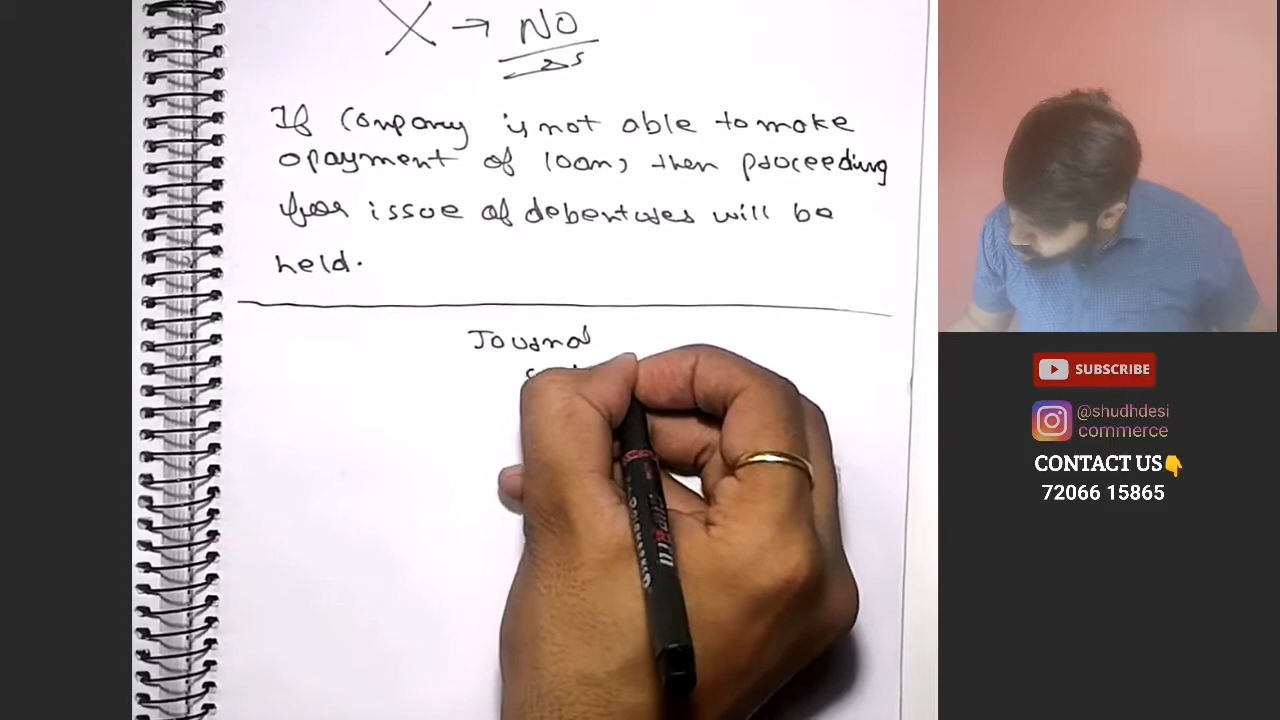 X → NO
If Company is not able to make
payment of loan, then proceeding
for issue of debentures will be
held.
Journal
SUBSCRIBE
@shudhdesi
commerce
CONTACT US👇
72066 15865